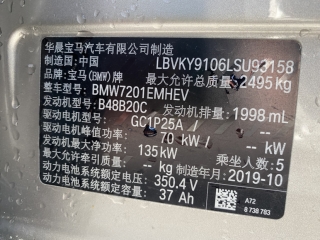 华晨宝马汽车有限公司制造
制造国：中国 LBVKY9106LSU93158
品牌：宝马(BMW)牌 最大允许总质量：2495 kg
整车型号：BMW7201EMHEV
发动机型号：B48B20C 发动机排量：1998 mL
驱动电机型号：GC1P25A
驱动电机峰值功率：70 kW/
发动机最大净功率：135 kW 乘坐人数：5
最大允许牵引质量：-- kg 制造年月：2019-10
动力电池系统额定电压：350.4 V
动力电池系统额定容量：37 Ah
A72
8 738 783